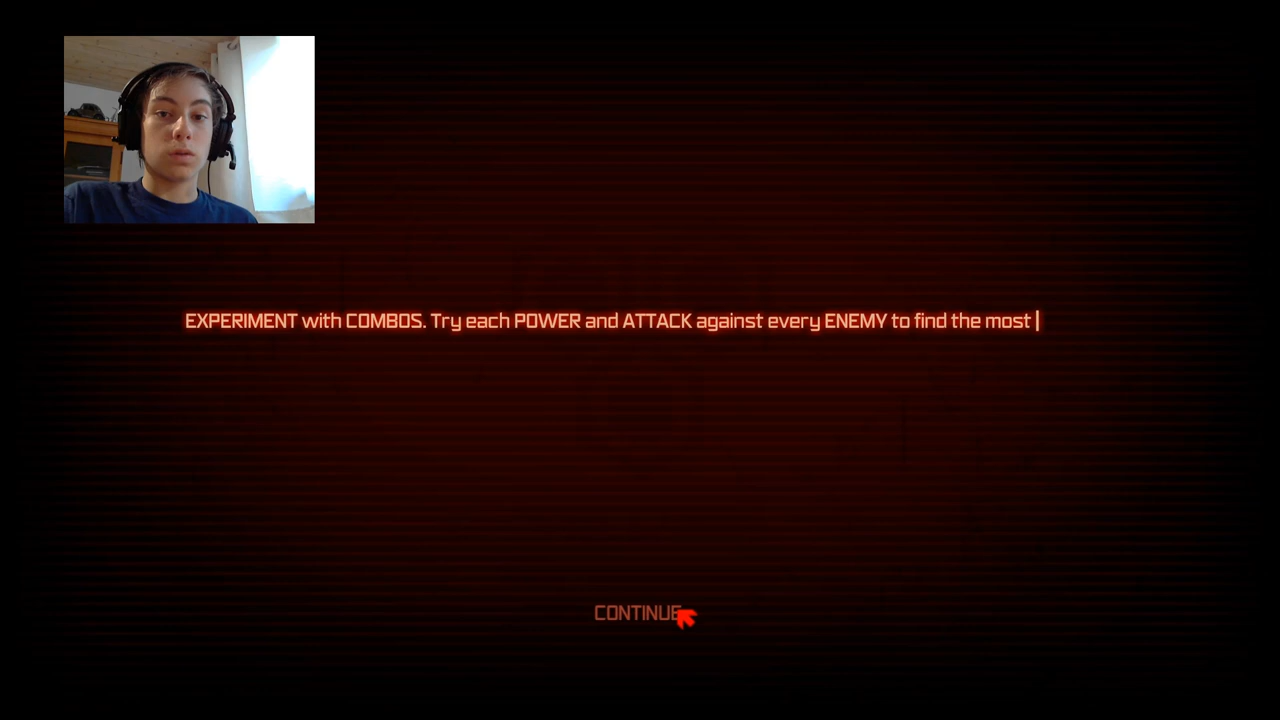 EXPERIMENT with COMBOS. Try each POWER and ATTACK against every ENEMY to find the most
CONTINUE